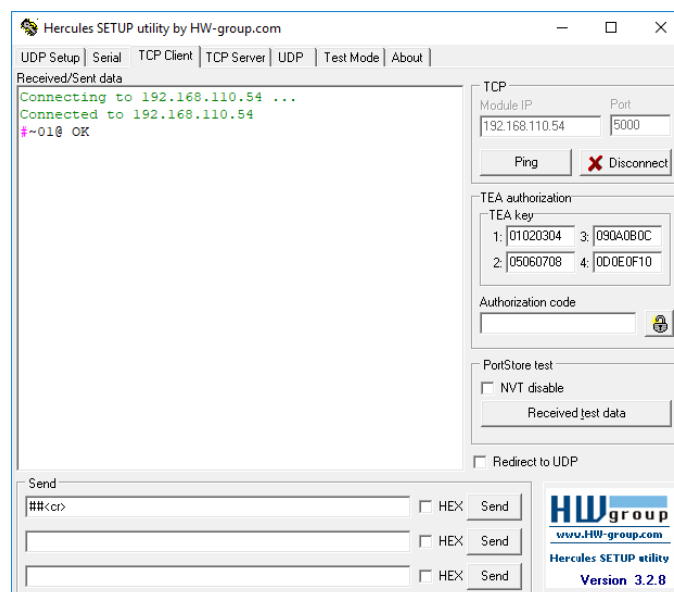 Hercules SETUP utility by HW-group.com
UDP Setup Serial TCP Client TCP Server UDP Test Mode About
Received/Sent data
Connecting to 192.168.110.54 ...
Connected to 192.168.110.54
#~01@ OK
TCP
Module IP Port
192.168.110.54 5000
Ping Disconnect
TEA authorization
TEA key
1: 01020304 3: 090A0B0C
2: 05060708 4: 0D0E0F10
Authorization code
PortStore test
NVT disable
Received test data
Redirect to UDP
Send
##<cr> HEX Send
HEX Send
HEX Send
HW group
www.HW-group.com
Hercules SETUP utility
Version 3.2.8